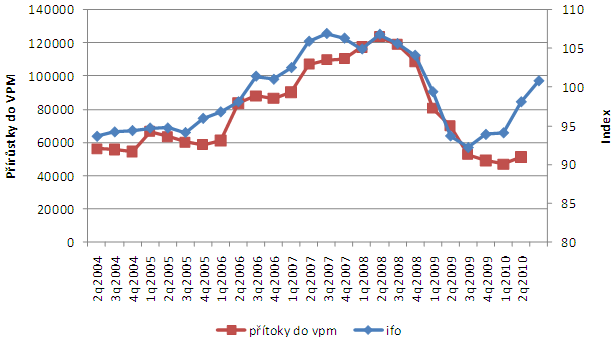 140000
120000
100000
80000
60000
40000
20000
0
Přírůstky do VPM
110
105
100
95
90
85
80
Index
2q2004
3q2004
4q2004
1q2005
2q2005
3q2005
4q2005
1q2006
2q2006
3q2006
4q2006
1q2007
2q2007
3q2007
4q2007
1q2008
2q2008
3q2008
4q2008
1q2009
2q2009
3q2009
4q2009
1q2010
2q2010
přítoky do vpm
ifo